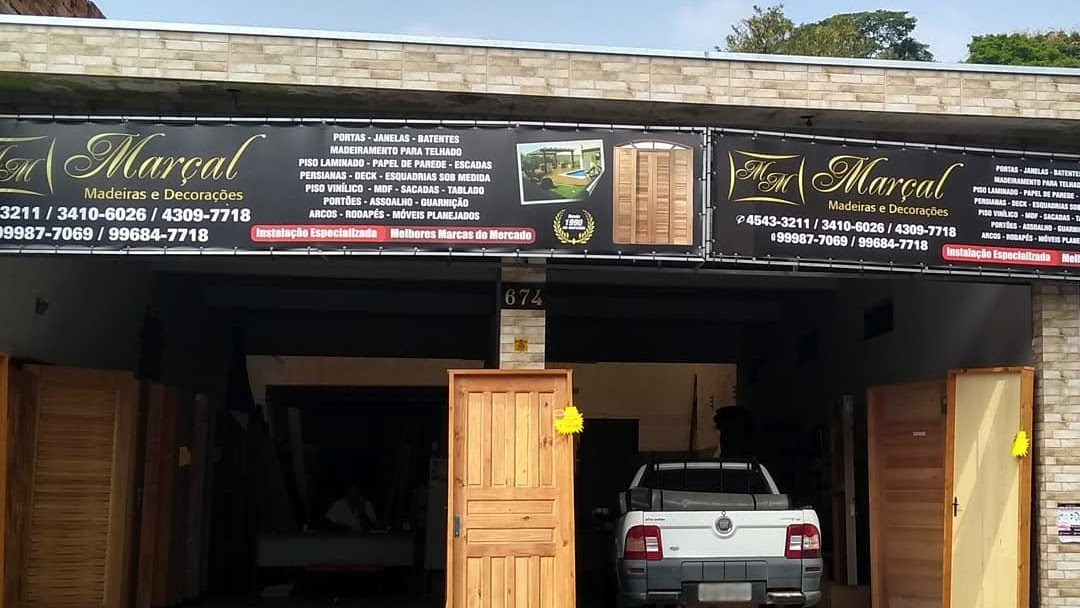 M
Marçal
Madeiras e Decorações
3211 / 3410-6026 / 4309-7718
99987-7069 / 99684-7718
PORTAS - JANELAS - BATENTES
MADEIRAMENTO PARA TELHADO
PISO LAMINADO - PAPEL DE PAREDE - ESCADAS
PERSIANAS - DECK - ESQUADRIAS SOB MEDIDA
PISO VINÍLICO - MDF - SACADAS - TABLADO
PORTÕES - ASSOALHO - GUARNIÇÃO
ARCOS - RODAPÉS - MÓVEIS PLANEJADOS
Instalação Especializada Melhores Marcas do Mercado
Desde
1990
M M
Marçal
Madeiras e Decorações
4543-3211 / 3410-6026 / 4309-7718
99987-7069 / 99684-7718
PORTAS - JANELAS - BATENTES
MADEIRAMENTO PARA TELHADO
PISO LAMINADO - PAPEL DE PAREDE -
PERSIANAS - DECK - ESQUADRIAS SOB
PISO VINÍLICO - MDF - SACADAS -
PORTÕES - ASSOALHO - GUARN
ARCOS - RODAPÉS - MÓVEIS PLANE
Instalação Especializada
674